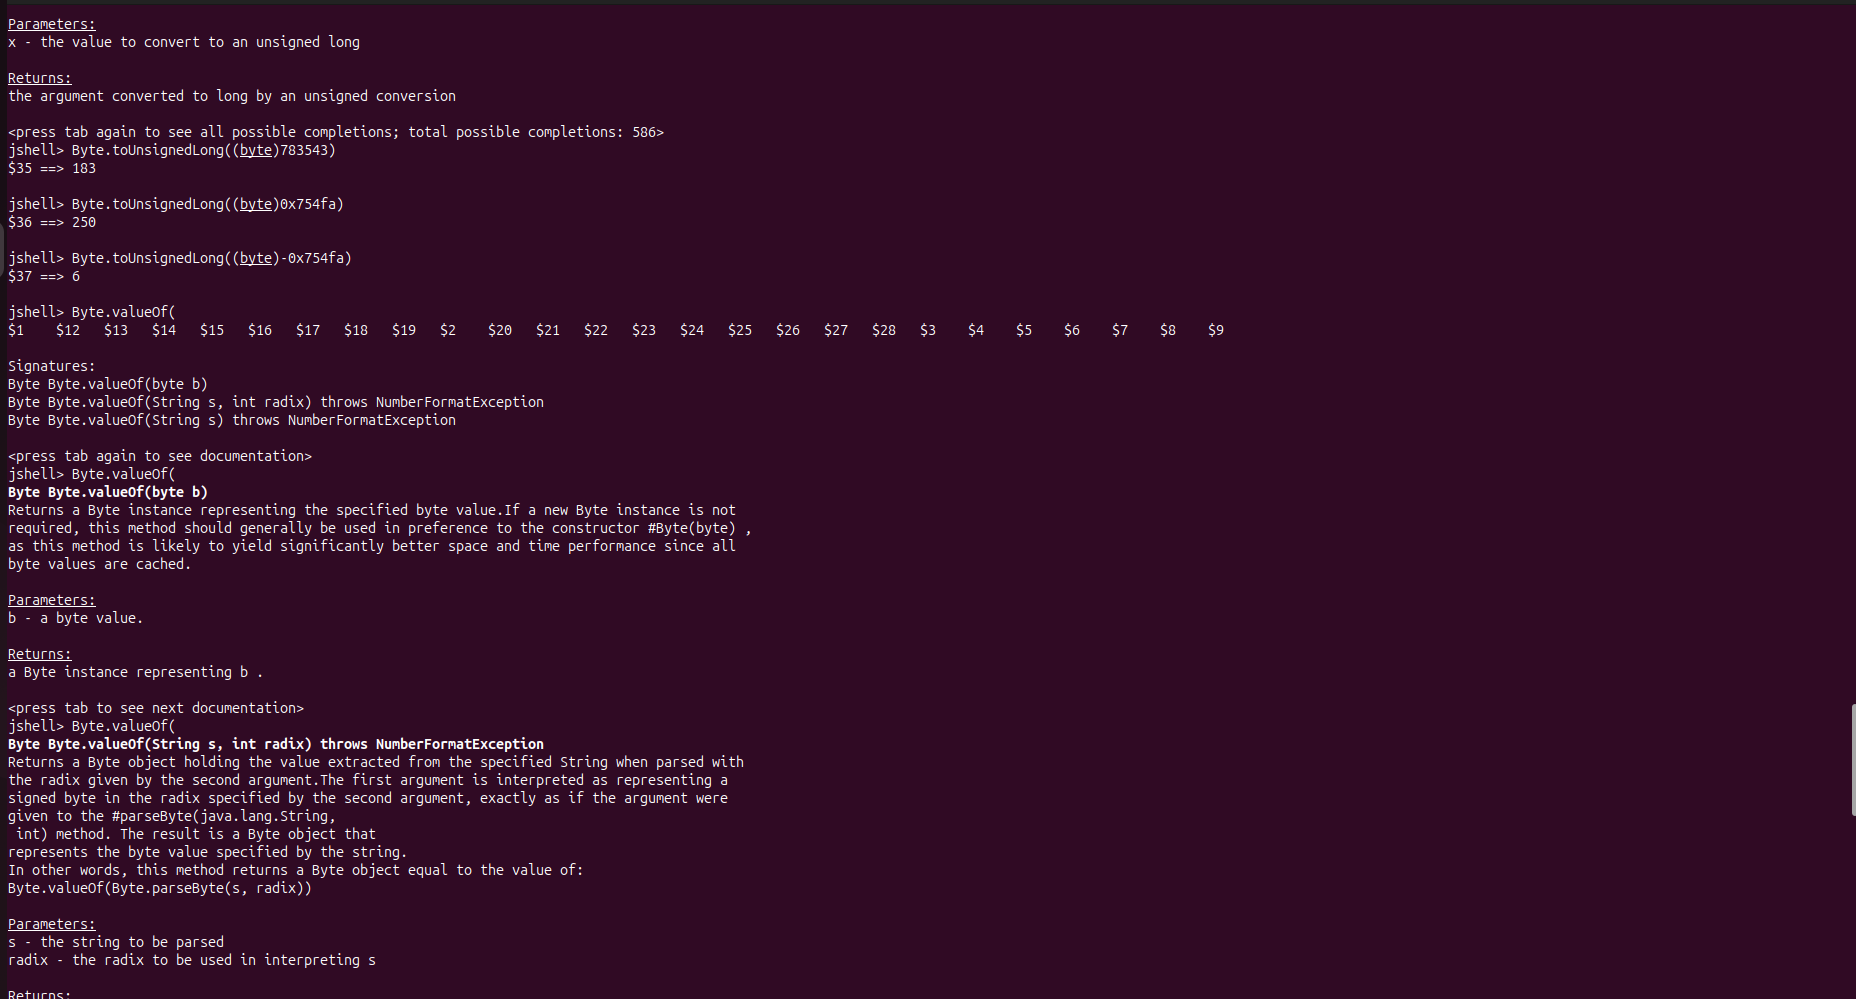 Parameters:
x - the value to convert to an unsigned long
Returns:
the argument converted to long by an unsigned conversion
<press tab again to see all possible completions; total possible completions: 586>
jshell> Byte.toUnsignedLong((byte)783543)
$35 ==> 183
jshell> Byte.toUnsignedLong((byte)0x754fa)
$36 ==> 250
jshell> Byte.toUnsignedLong((byte)-0x754fa)
$37 ==> 6
jshell> Byte.valueOf(
$1 $12 $13 $14 $15 $16 $17 $18 $19 $2 $20 $21 $22 $23 $24 $25 $26 $27 $28 $3 $4 $5 $6 $7 $8 $9
Signatures:
Byte Byte.valueOf(byte b)
Byte Byte.valueOf(String s, int radix) throws NumberFormatException
Byte Byte.valueOf(String s) throws NumberFormatException
<press tab again to see documentation>
jshell> Byte.valueOf(
Byte Byte.valueOf(byte b)
Returns a Byte instance representing the specified byte value.If a new Byte instance is not
required, this method should generally be used in preference to the constructor #Byte(byte) ,
as this method is likely to yield significantly better space and time performance since all
byte values are cached.
Parameters:
b - a byte value.
Returns:
a Byte instance representing b .
<press tab to see next documentation>
jshell> Byte.valueOf(
Byte Byte.valueOf(String s, int radix) throws NumberFormatException
Returns a Byte object holding the value extracted from the specified String when parsed with
the radix given by the second argument.The first argument is interpreted as representing a
signed byte in the radix specified by the second argument, exactly as if the argument were
given to the #parseByte(java.lang.String,
int) method. The result is a Byte object that
represents the byte value specified by the string.
In other words, this method returns a Byte object equal to the value of:
Byte.valueOf(Byte.parseByte(s, radix))
Parameters:
s - the string to be parsed
radix - the radix to be used in interpreting s
Returns: